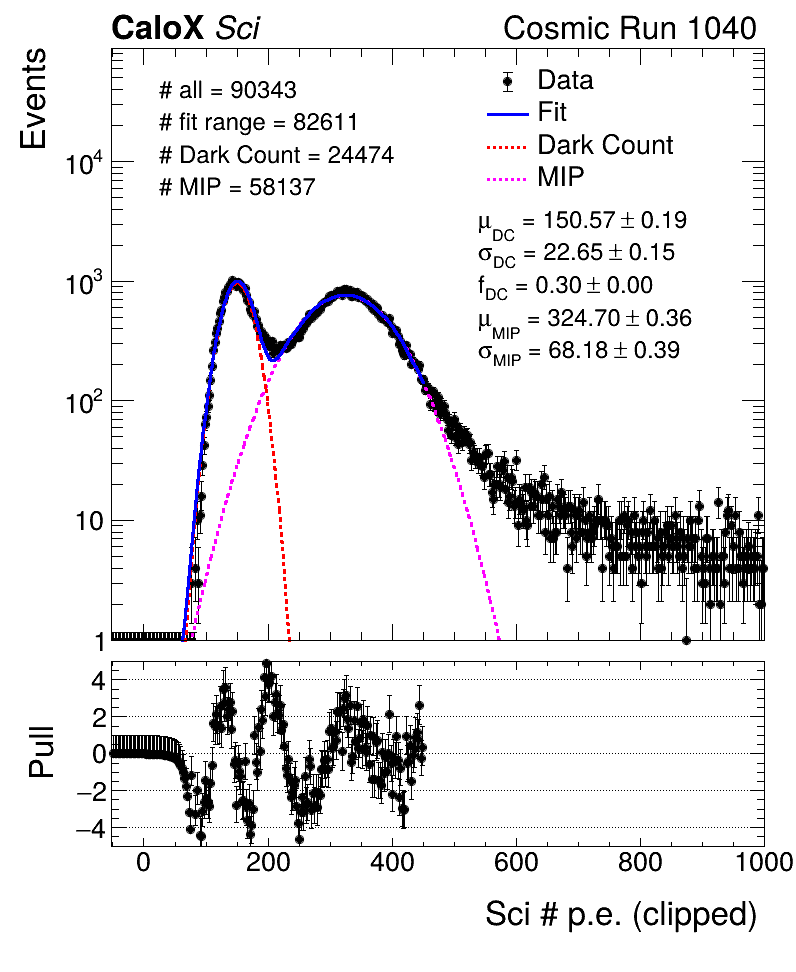 CaloX Sci
Cosmic Run 1040
Events
# all = 90343
# fit range = 82611
# Dark Count = 24474
# MIP = 58137
Data
Fit
Dark Count
MIP
μDC = 150.57 ± 0.19
σDC = 22.65 ± 0.15
fDC = 0.30 ± 0.00
μMIP = 324.70 ± 0.36
σMIP = 68.18 ± 0.39
10⁴
10³
10²
10
1
Pull
4
2
0
−2
−4
0 200 400 600 800 1000
Sci # p.e. (clipped)